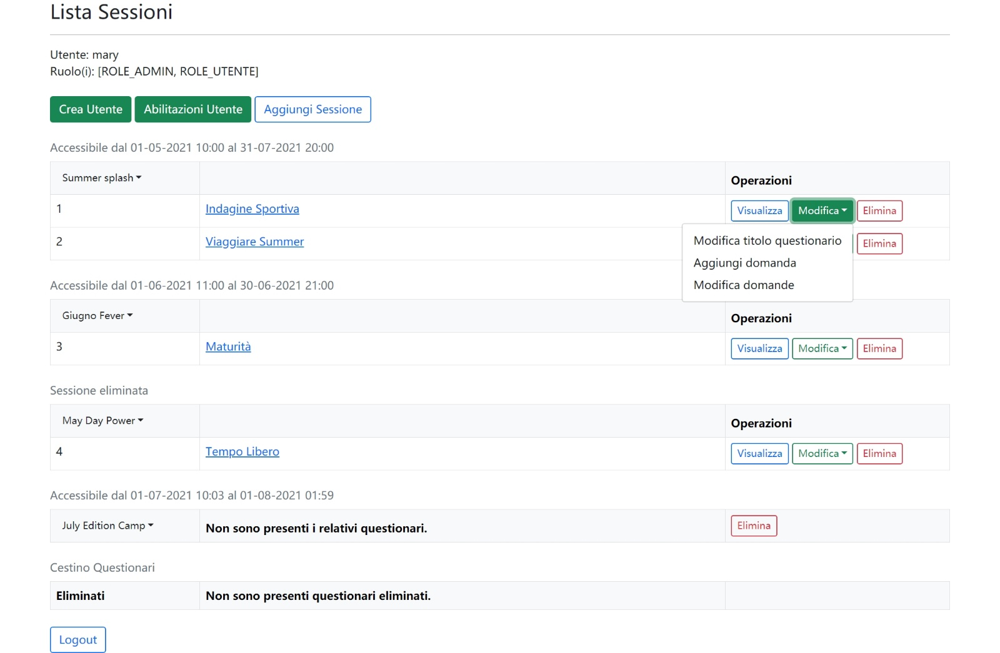 Lista Sessioni
Utente: mary
Ruolo(i): [ROLE_ADMIN, ROLE_UTENTE]
Crea Utente Abilitazioni Utente Aggiungi Sessione
Accessibile dal 01-05-2021 10:00 al 31-07-2021 20:00
Summer splash Operazioni
1 Indagine Sportiva Visualizza Modifica Elimina
2 Viaggiare Summer Elimina
Modifica titolo questionario
Aggiungi domanda
Modifica domande
Accessibile dal 01-06-2021 11:00 al 30-06-2021 21:00
Giugno Fever Operazioni
3 Maturità Visualizza Modifica Elimina
Sessione eliminata
May Day Power Operazioni
4 Tempo Libero Visualizza Modifica Elimina
Accessibile dal 01-07-2021 10:03 al 01-08-2021 01:59
July Edition Camp Non sono presenti i relativi questionari. Elimina
Cestino Questionari
Eliminati Non sono presenti questionari eliminati.
Logout